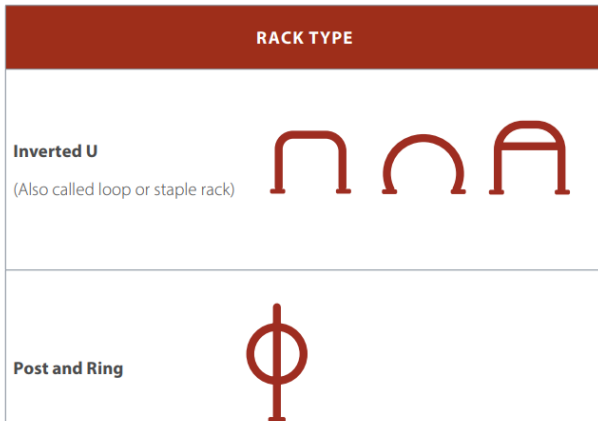 RACK TYPE
Inverted U
(Also called loop or staple rack)
Post and Ring